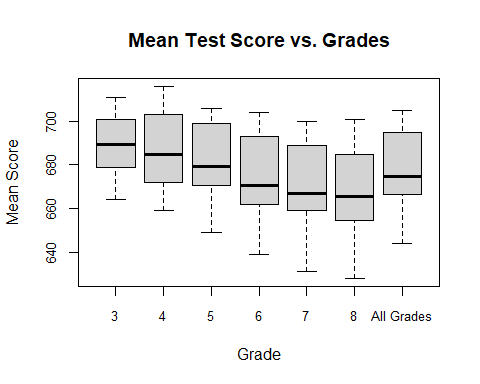 Mean Test Score vs. Grades
Mean Score
700
680
660
640
3 4 5 6 7 8 All Grades
Grade